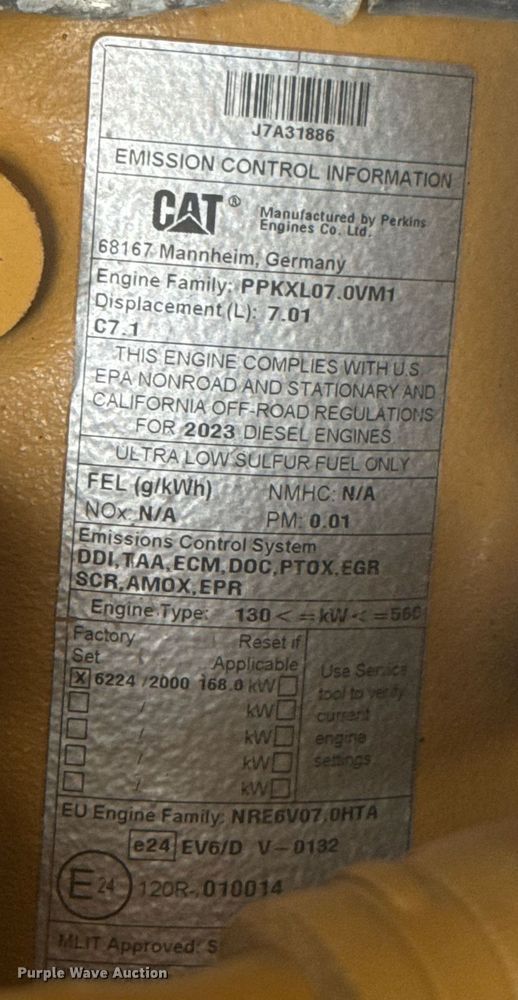 J7A31886
EMISSION CONTROL INFORMATION
CAT® Manufactured by Perkins
Engines Co. Ltd.
68167 Mannheim, Germany
Engine Family: PPKXL07.0VM1
Displacement (L): 7.01
C7.1
THIS ENGINE COMPLIES WITH U.S.
EPA NONROAD AND STATIONARY AND
CALIFORNIA OFF-ROAD REGULATIONS
FOR 2023 DIESEL ENGINES
ULTRA LOW SULFUR FUEL ONLY
FEL (g/kWh) NMHC: N/A
NOx: N/A PM: 0.01
Emissions Control System
DDI,TAA,ECM,DOC,PTOX,EGR
SCR,AMOX,EPR
Engine Type: 130 < =kW < =560
Factory Set
Reset if Applicable
X 6224 / 2000 168.0 kW
/ kW
/ kW
/ kW
/ kW
Use Service
tool to verify
current
engine
settings
EU Engine Family: NRE6V07.0HTA
e24 EV6/D V-0132
E24 120R-010014
MLIT Approved: S
Purple Wave Auction